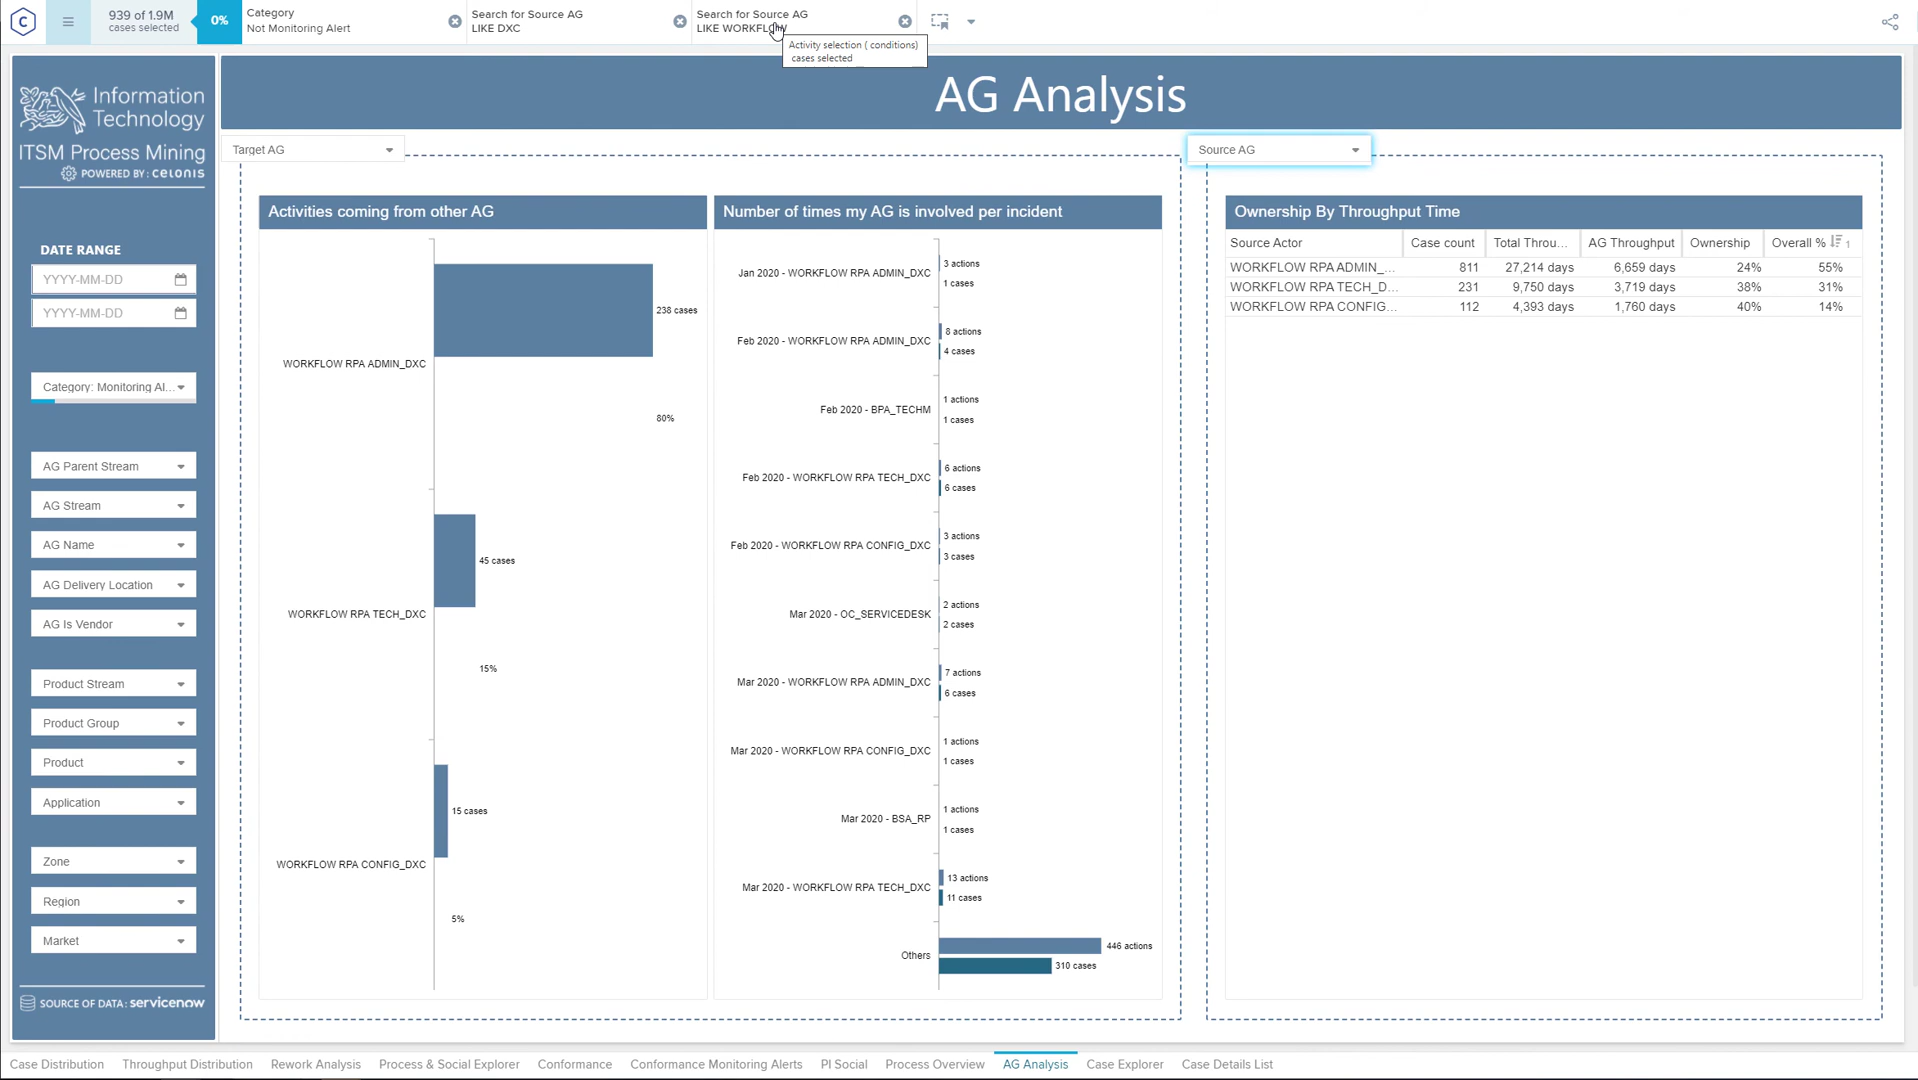 939 of 1.9M
cases selected
0%
Category
Not Monitoring Alert
Search for Source AG
LIKE DXC
Search for Source AG
LIKE WORKFLOW
Activity selection ( conditions)
cases selected
Information
Technology
ITSM Process Mining
POWERED BY : CELONIS
AG Analysis
Target AG
Source AG
DATE RANGE
YYYY-MM-DD
YYYY-MM-DD
Category: Monitoring Al...
AG Parent Stream
AG Stream
AG Name
AG Delivery Location
AG Is Vendor
Product Stream
Product Group
Product
Application
Zone
Region
Market
SOURCE OF DATA : servicenow
Activities coming from other AG
WORKFLOW RPA ADMIN_DXC
238 cases
80%
WORKFLOW RPA TECH_DXC
45 cases
15%
WORKFLOW RPA CONFIG_DXC
15 cases
5%
Number of times my AG is involved per incident
Jan 2020 - WORKFLOW RPA ADMIN_DXC
3 actions
1 cases
Feb 2020 - WORKFLOW RPA ADMIN_DXC
8 actions
4 cases
Feb 2020 - BPA_TECHM
1 actions
1 cases
Feb 2020 - WORKFLOW RPA TECH_DXC
6 actions
6 cases
Feb 2020 - WORKFLOW RPA CONFIG_DXC
3 actions
3 cases
Mar 2020 - OC_SERVICEDESK
2 actions
2 cases
Mar 2020 - WORKFLOW RPA ADMIN_DXC
7 actions
6 cases
Mar 2020 - WORKFLOW RPA CONFIG_DXC
1 actions
1 cases
Mar 2020 - BSA_RP
1 actions
1 cases
Mar 2020 - WORKFLOW RPA TECH_DXC
13 actions
11 cases
Others
446 actions
310 cases
Ownership By Throughput Time
Source Actor Case count Total Throu... AG Throughput Ownership Overall % 1
WORKFLOW RPA ADMIN_... 811 27,214 days 6,659 days 24% 55%
WORKFLOW RPA TECH_D... 231 9,750 days 3,719 days 38% 31%
WORKFLOW RPA CONFIG... 112 4,393 days 1,760 days 40% 14%
Case Distribution Throughput Distribution Rework Analysis Process & Social Explorer Conformance Conformance Monitoring Alerts PI Social Process Overview AG Analysis Case Explorer Case Details List